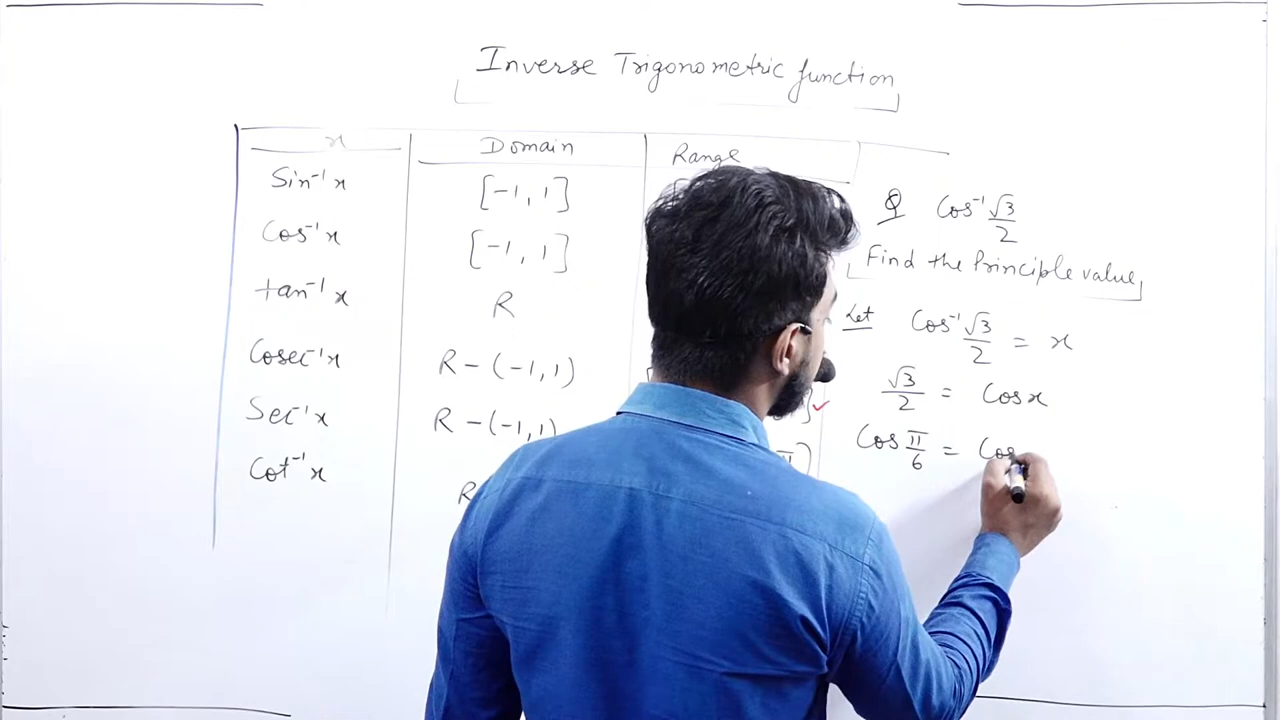 Inverse Trigonometric function
x Domain Range
Sin⁻¹x [-1, 1]
Cos⁻¹x [-1, 1]
tan⁻¹x R
Cosec⁻¹x R - (-1, 1)
Sec⁻¹x R - (-1, 1)
Cot⁻¹x R
Q Cos⁻¹ √3/2
Find the Principle value
Let Cos⁻¹ √3/2 = x
√3/2 = Cosx
Cos π/6 = Cos